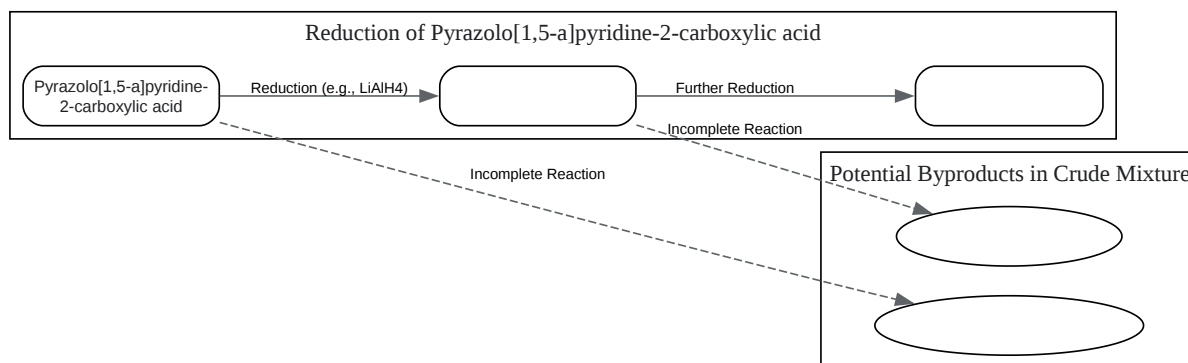 Reduction of Pyrazolo[1,5-a]pyridine-2-carboxylic acid
Pyrazolo[1,5-a]pyridine-
2-carboxylic acid
Reduction (e.g., LiAlH4)
Further Reduction
Incomplete Reaction
Incomplete Reaction
Potential Byproducts in Crude Mixture